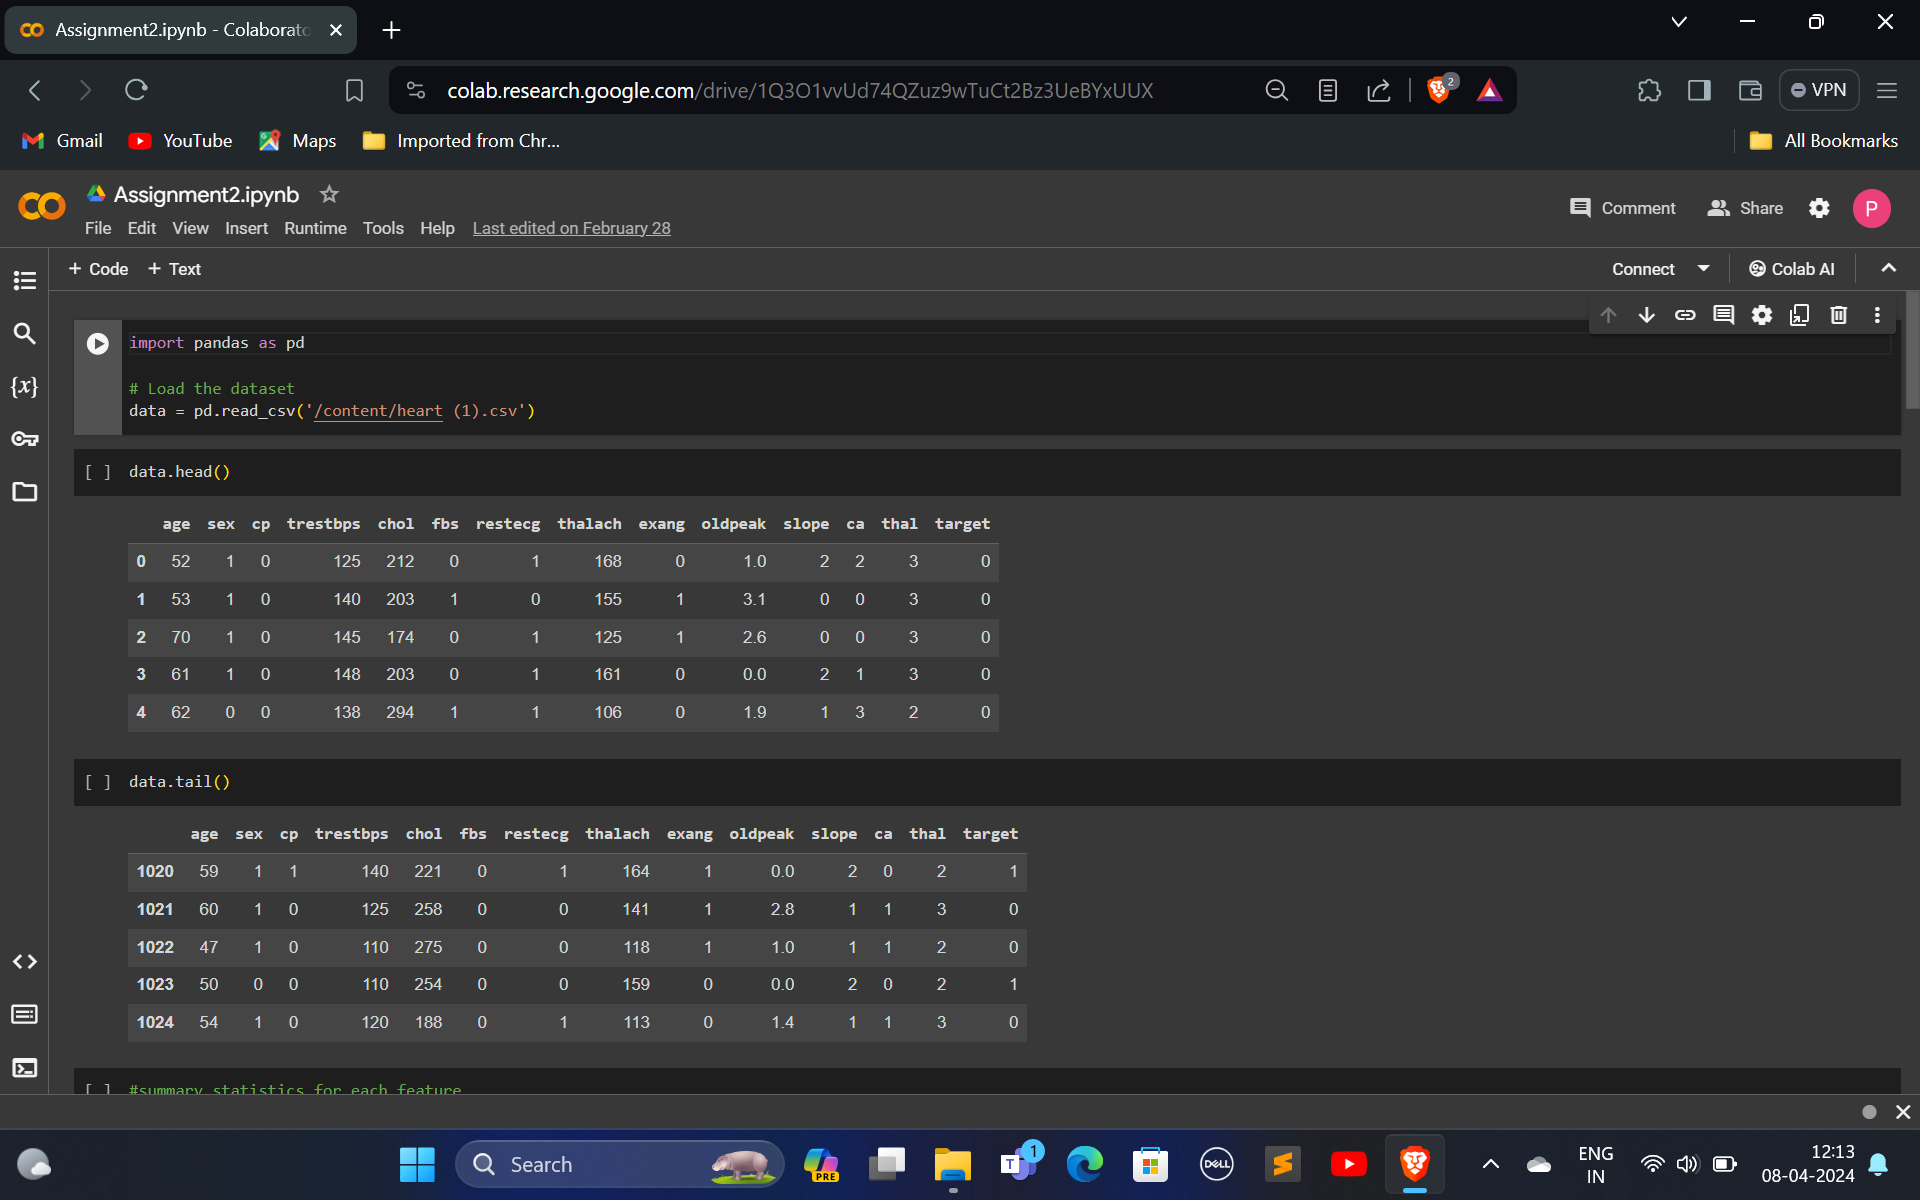 Assignment2.ipynb - Colaborato
colab.research.google.com/drive/1Q3O1vvUd74QZuz9wTuCt2Bz3UeBYxUUX
2
VPN
Gmail YouTube Maps Imported from Chr... All Bookmarks
Assignment2.ipynb
Comment Share P
File Edit View Insert Runtime Tools Help Last edited on February 28
+ Code + Text Connect Colab AI
import pandas as pd
# Load the dataset
data = pd.read_csv('/content/heart (1).csv')
[ ] data.head()
age sex cp trestbps chol fbs restecg thalach exang oldpeak slope ca thal target
0 52 1 0 125 212 0 1 168 0 1.0 2 2 3 0
1 53 1 0 140 203 1 0 155 1 3.1 0 0 3 0
2 70 1 0 145 174 0 1 125 1 2.6 0 0 3 0
3 61 1 0 148 203 0 1 161 0 0.0 2 1 3 0
4 62 0 0 138 294 1 1 106 0 1.9 1 3 2 0
[ ] data.tail()
age sex cp trestbps chol fbs restecg thalach exang oldpeak slope ca thal target
1020 59 1 1 140 221 0 1 164 1 0.0 2 0 2 1
1021 60 1 0 125 258 0 0 141 1 2.8 1 1 3 0
1022 47 1 0 110 275 0 0 118 1 1.0 1 1 2 0
1023 50 0 0 110 254 0 0 159 0 0.0 2 0 2 1
1024 54 1 0 120 188 0 1 113 0 1.4 1 1 3 0
[ ] #summary statistics for each feature
Search
PRE
T 1
DELL
ENG
IN
12:13
08-04-2024